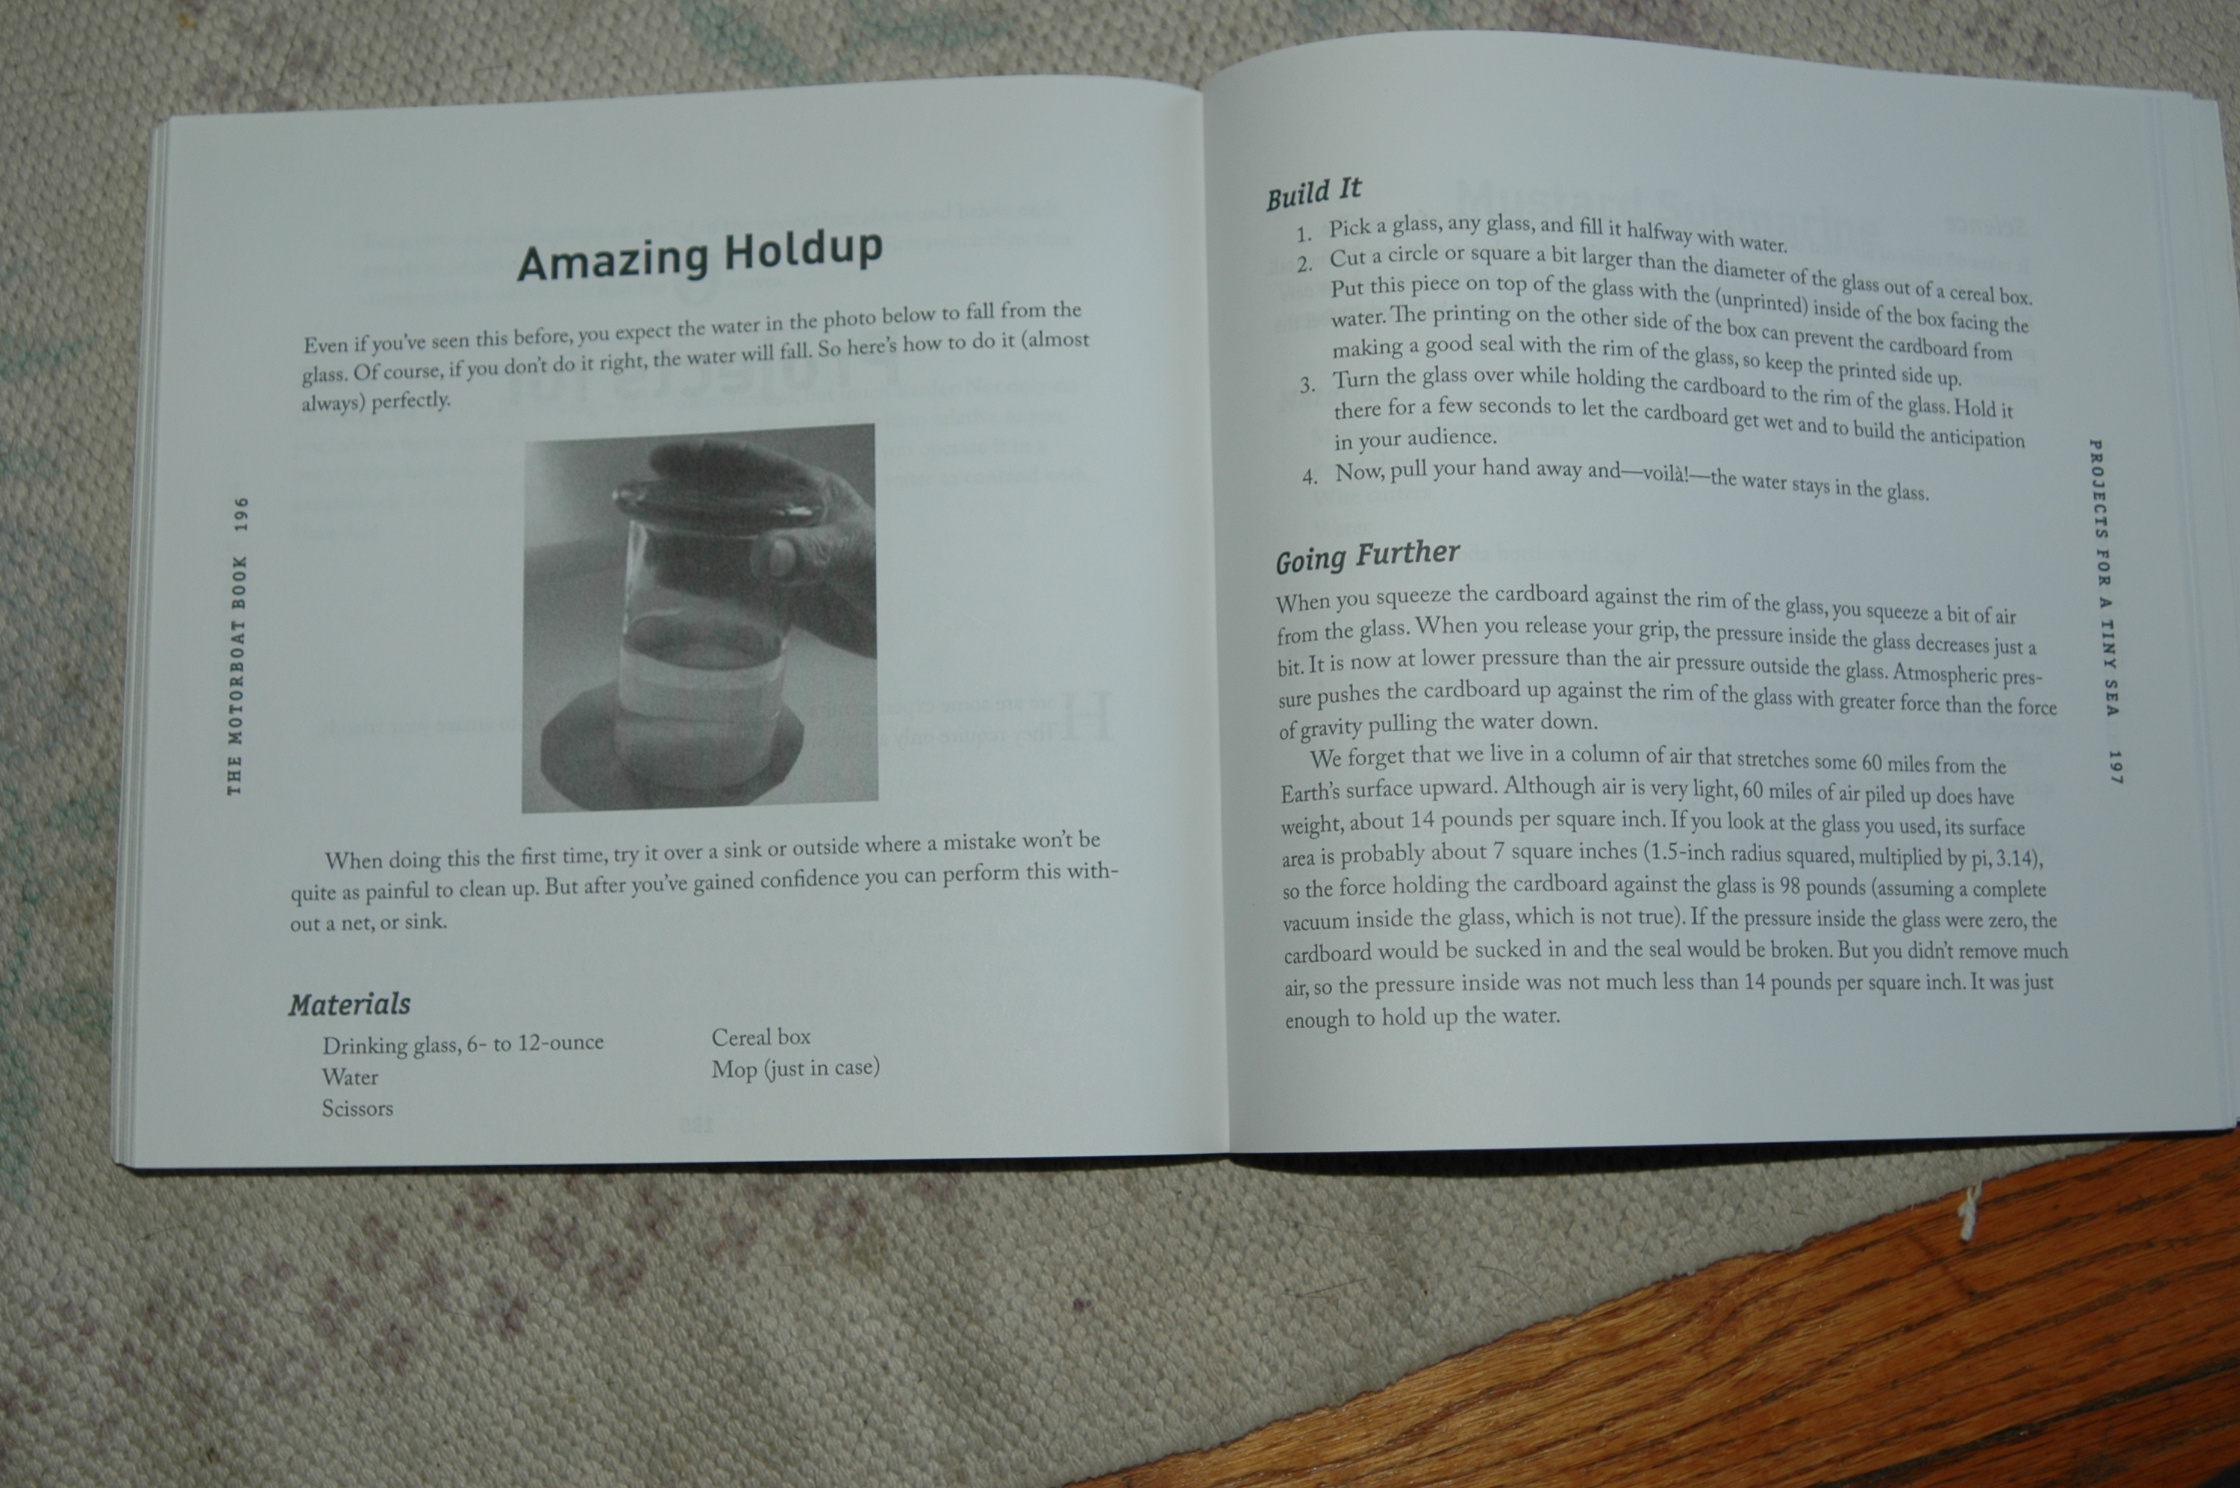 Amazing Holdup
Even if you've seen this before, you expect the water in the photo below to fall from the
glass. Of course, if you don't do it right, the water will fall. So here's how to do it (almost
always) perfectly.
When doing this the first time, try it over a sink or outside where a mistake won't be
quite as painful to clean up. But after you've gained confidence you can perform this with-
out a net, or sink.
Materials
Drinking glass, 6- to 12-ounce
Water
Scissors
Cereal box
Mop (just in case)
THE MOTORBOAT BOOK 196
Build It
1. Pick a glass, any glass, and fill it halfway with water.
2. Cut a circle or square a bit larger than the diameter of the glass out of a cereal box.
Put this piece on top of the glass with the (unprinted) inside of the box facing the
water. The printing on the other side of the box can prevent the cardboard from
making a good seal with the rim of the glass, so keep the printed side up.
3. Turn the glass over while holding the cardboard to the rim of the glass. Hold it
there for a few seconds to let the cardboard get wet and to build the anticipation
in your audience.
4. Now, pull your hand away and—voilà!—the water stays in the glass.
Going Further
When you squeeze the cardboard against the rim of the glass, you squeeze a bit of air
from the glass. When you release your grip, the pressure inside the glass decreases just a
bit. It is now at lower pressure than the air pressure outside the glass. Atmospheric pres-
sure pushes the cardboard up against the rim of the glass with greater force than the force
of gravity pulling the water down.
We forget that we live in a column of air that stretches some 60 miles from the
Earth's surface upward. Although air is very light, 60 miles of air piled up does have
weight, about 14 pounds per square inch. If you look at the glass you used, its surface
area is probably about 7 square inches (1.5-inch radius squared, multiplied by pi, 3.14),
so the force holding the cardboard against the glass is 98 pounds (assuming a complete
vacuum inside the glass, which is not true). If the pressure inside the glass were zero, the
cardboard would be sucked in and the seal would be broken. But you didn't remove much
air, so the pressure inside was not much less than 14 pounds per square inch. It was just
enough to hold up the water.
PROJECTS FOR A TINY SEA 197